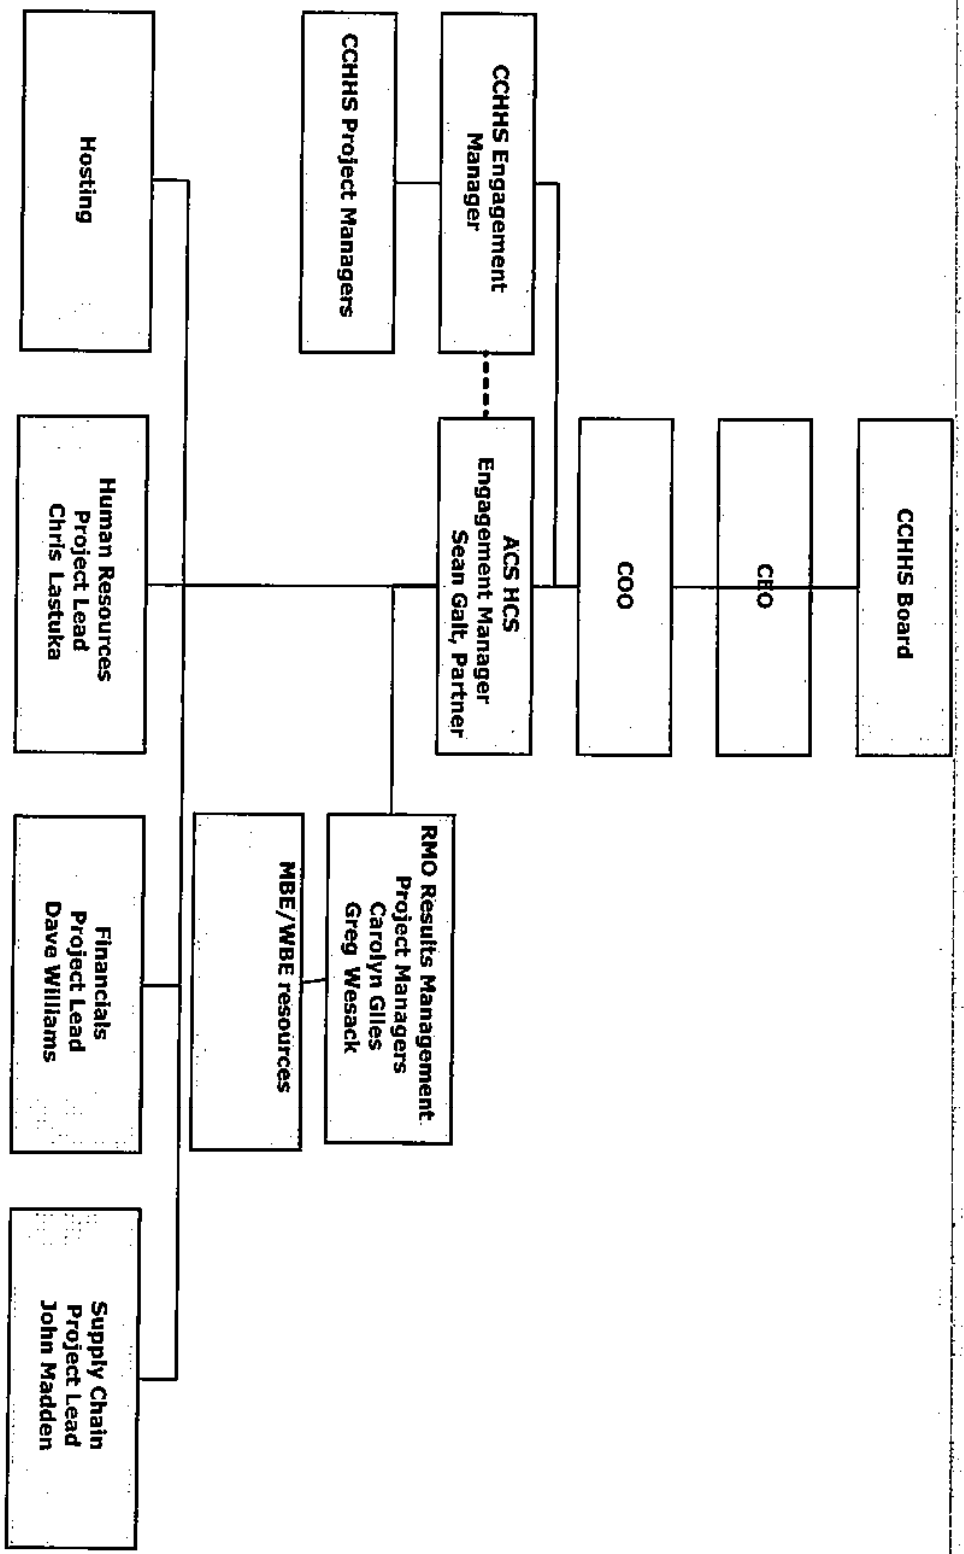 CCHHS Board
CEO
COO
CCHHS Engagement
Manager
ACS HCS
Engagement Manager
Sean Galt, Partner
CCHHS Project Managers
RMO Results Management
Project Managers
Carolyn Giles
Greg Wesack
MBE/WBE resources
Hosting
Human Resources
Project Lead
Chris Lastuka
Financials
Project Lead
Dave Williams
Supply Chain
Project Lead
John Madden